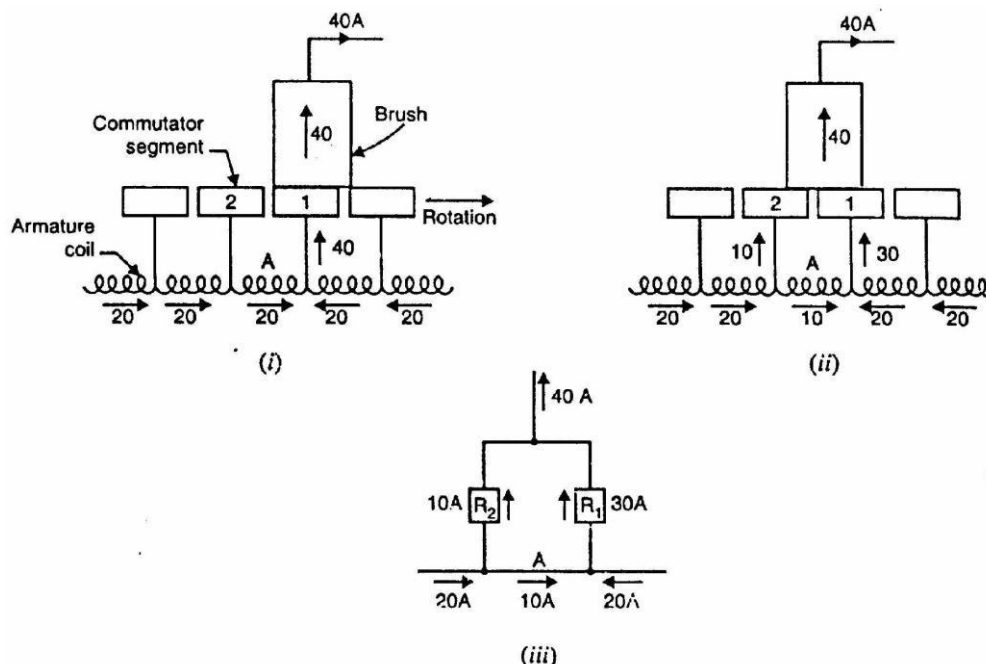 40A
40
Brush
Commutator
segment
2
1
Rotation
Armature
coil
A
40
20 20 20 20 20
(i)
40A
40
2
1
10
A
30
20 20 10 20 20
(ii)
40 A
10A
R2
R1
30A
A
20A 10A 20A
(iii)